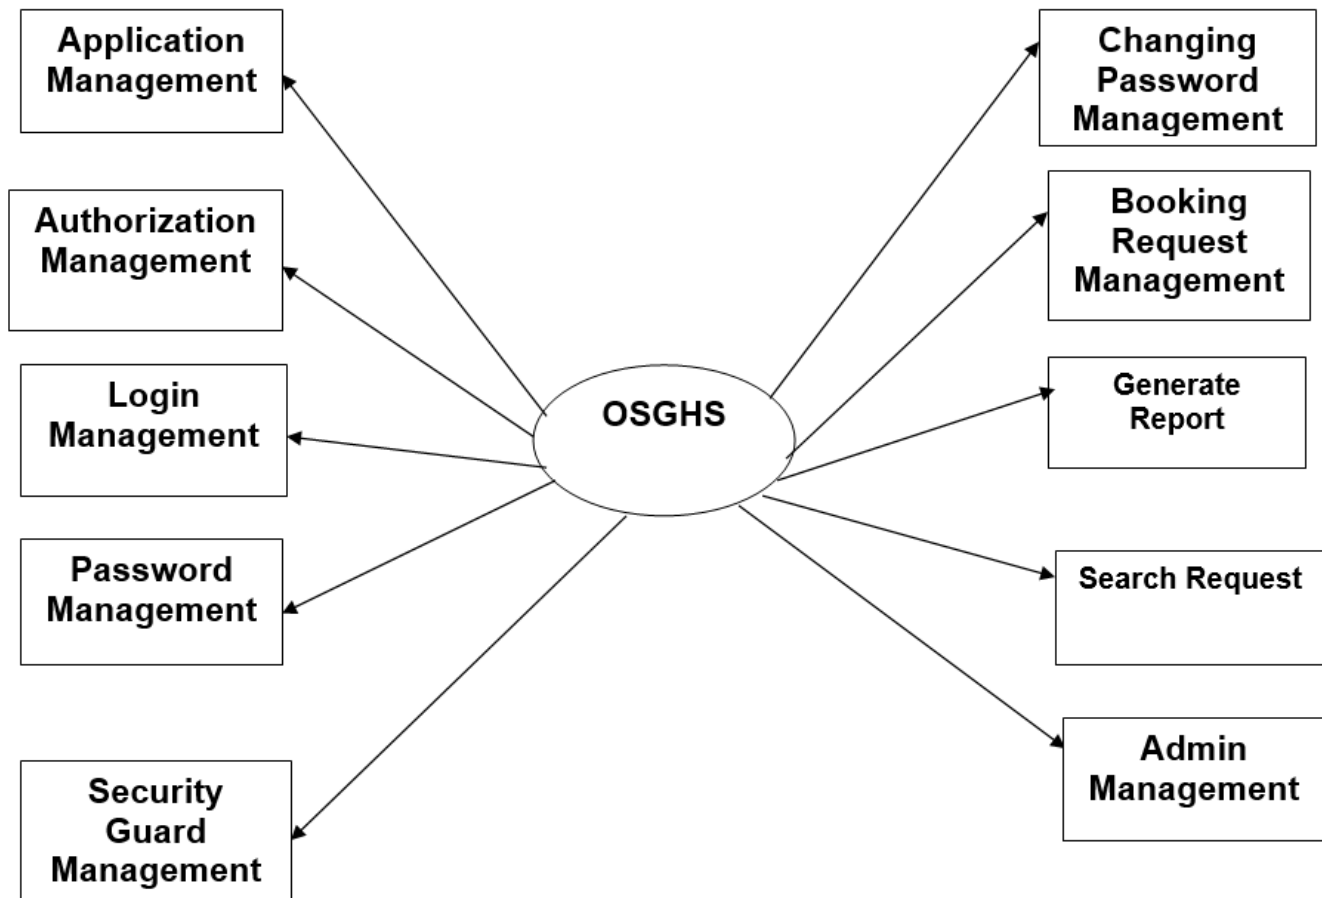 Application
Management
Authorization
Management
Login
Management
Password
Management
Security
Guard
Management
OSGHS
Changing
Password
Management
Booking
Request
Management
Generate
Report
Search Request
Admin
Management